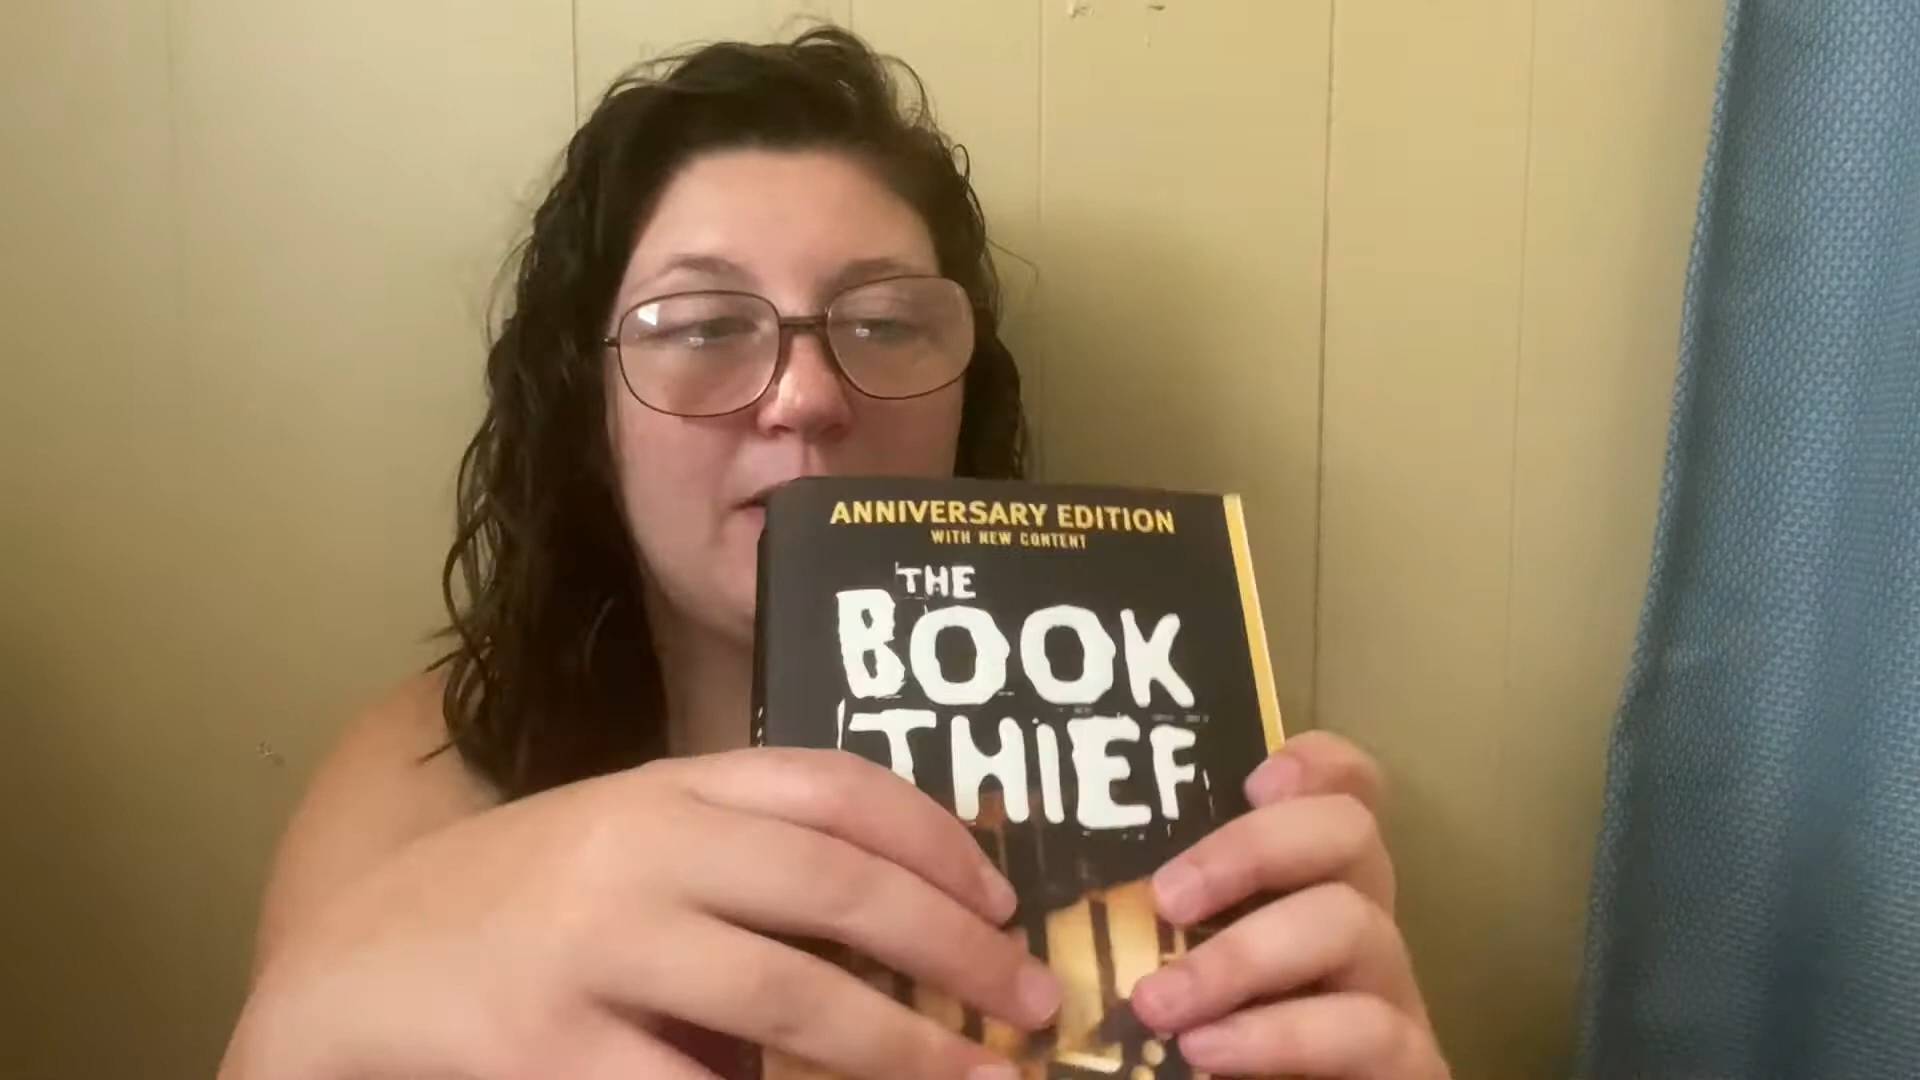 ANNIVERSARY EDITION
WITH NEW CONTENT
THE
BOOK
THIEF